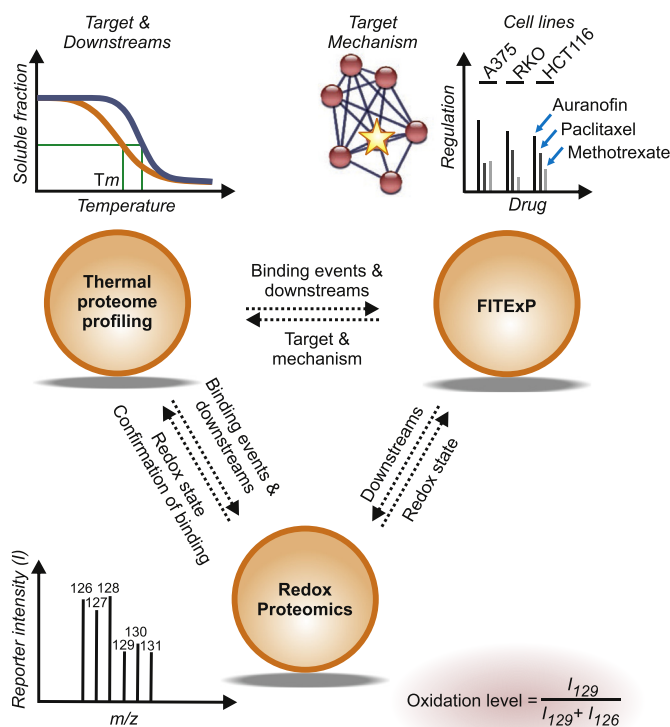 Target &
Downstreams
Soluble fraction
Tm
Temperature
Target
Mechanism
Cell lines
A375
RKO
HCT116
Auranofin
Paclitaxel
Methotrexate
Regulation
Drug
Thermal
proteome
profiling
Binding events &
downstreams
Target &
mechanism
FITExP
Binding events &
downstreams
Redox state
Confirmation of binding
Downstreams
Redox state
Redox
Proteomics
Reporter intensity (I)
126
127
128
129
130
131
m/z
Oxidation level = I129 / I129 + I126